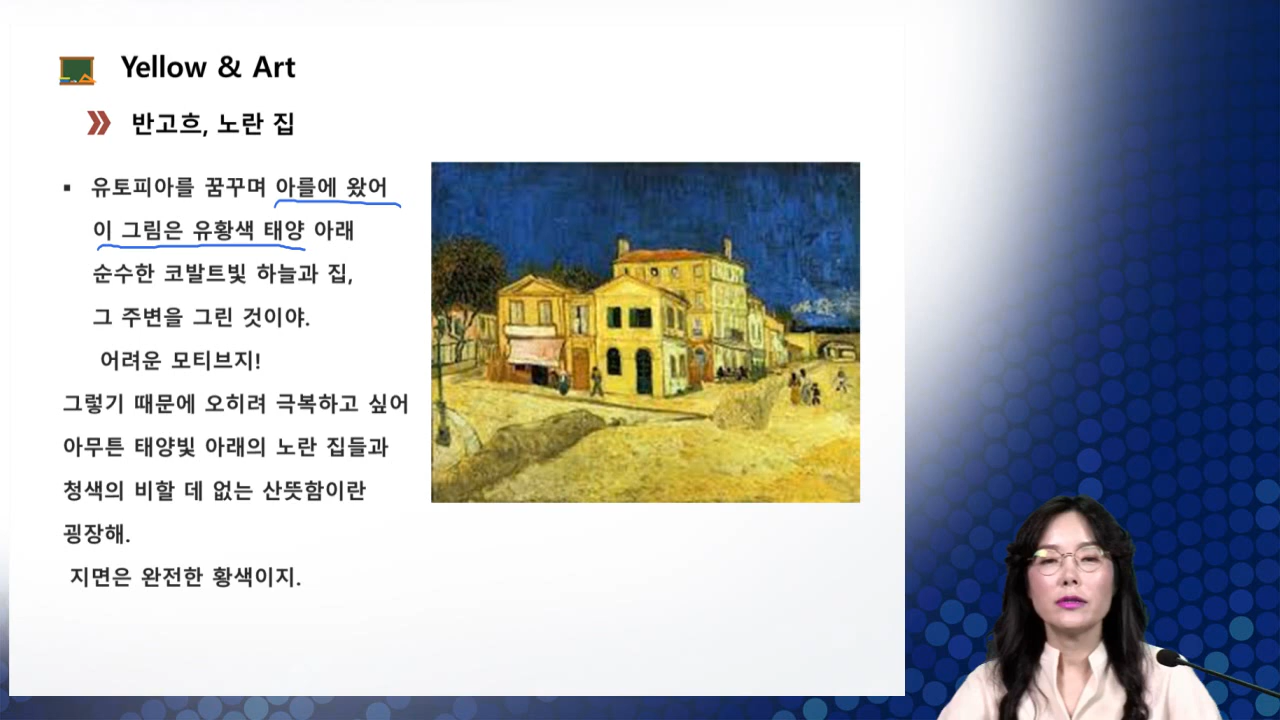 Yellow & Art
반고흐, 노란 집
유토피아를 꿈꾸며 아를에 왔어
이 그림은 유황색 태양 아래
순수한 코발트빛 하늘과 집,
그 주변을 그린 것이야.
어려운 모티브지!
그렇기 때문에 오히려 극복하고 싶어
아무튼 태양빛 아래의 노란 집들과
청색의 비할 데 없는 산뜻함이란
굉장해.
지면은 완전한 황색이지.